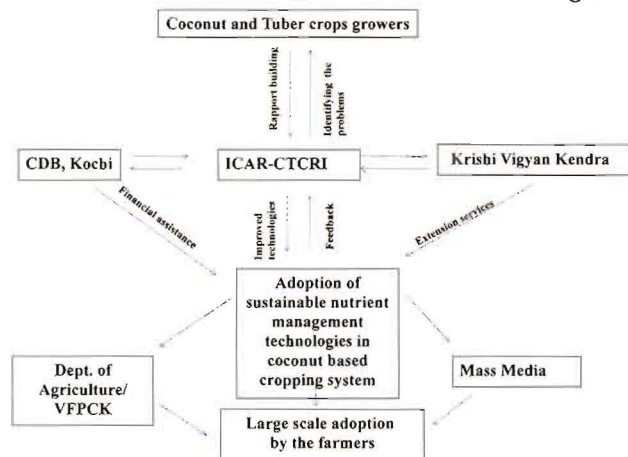 Coconut and Tuber crops growers
Rapport building
Identifying the
problems
CDB, Kocbi
ICAR-CTCRI
Krishi Vigyan Kendra
Financial assistance
Improved
technologies
Feedback
Extension services
Adoption of
sustainable nutrient
management
technologies in
coconut based
cropping system
Dept. of
Agriculture/
VFPCK
Mass Media
Large scale adoption
by the farmers